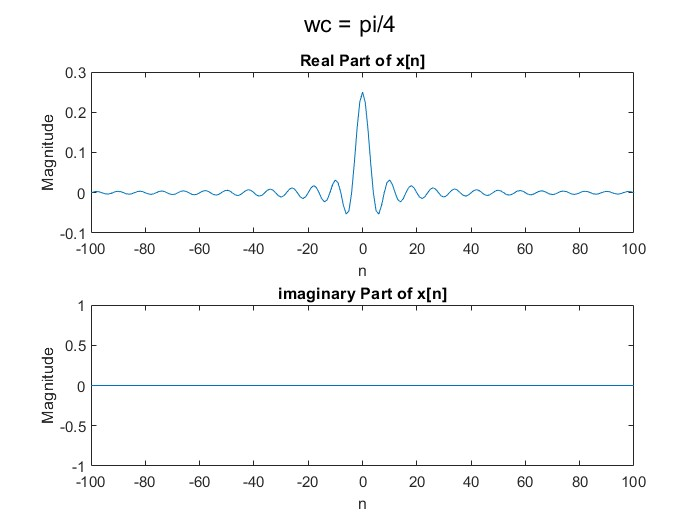 wc = pi/4
Real Part of x[n]
Magnitude
0.3
0.2
0.1
0
-0.1
-100 -80 -60 -40 -20 0 20 40 60 80 100
n
imaginary Part of x[n]
Magnitude
1
0.5
0
-0.5
-1
-100 -80 -60 -40 -20 0 20 40 60 80 100
n